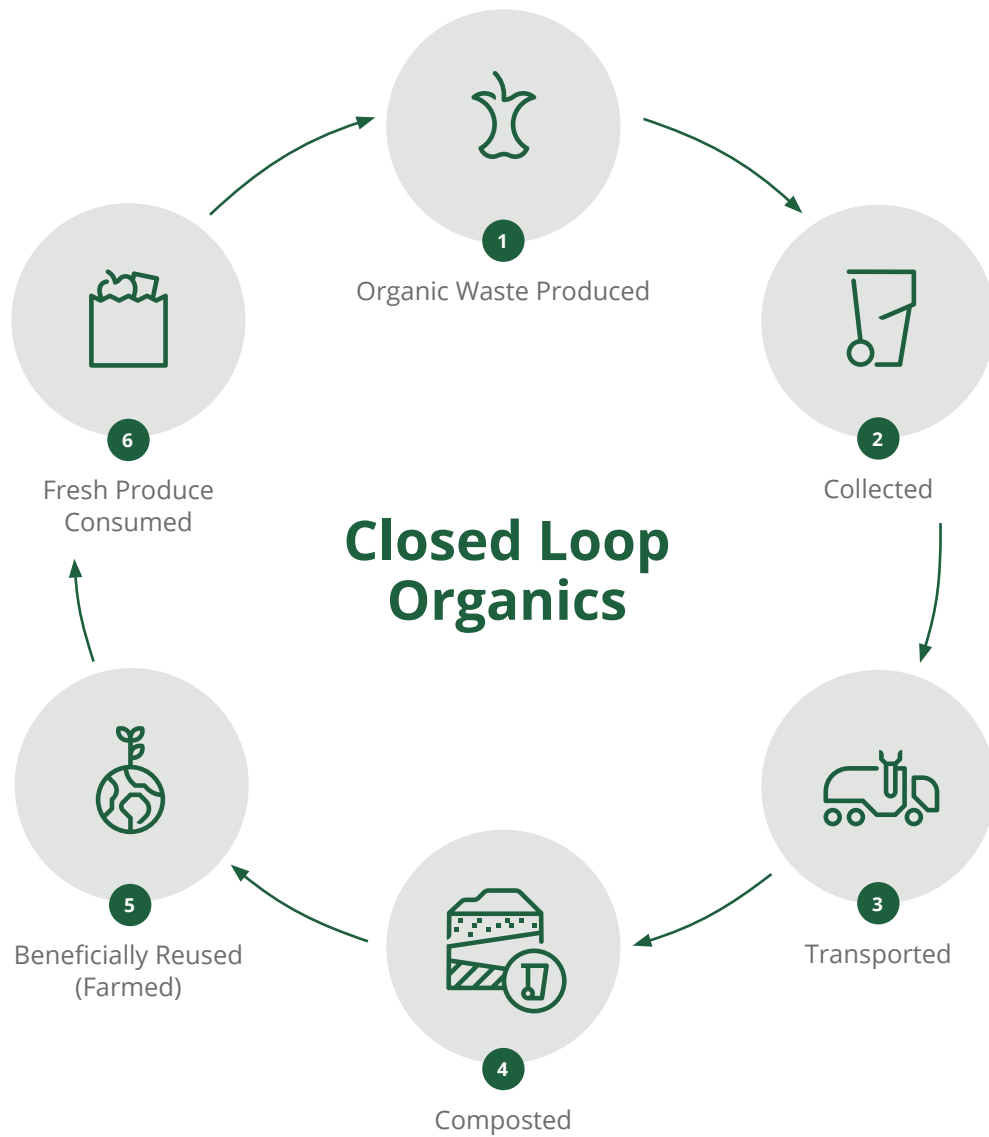 1
Organic Waste Produced
2
Collected
3
Transported
4
Composted
5
Beneficially Reused
(Farmed)
6
Fresh Produce
Consumed
Closed Loop
Organics